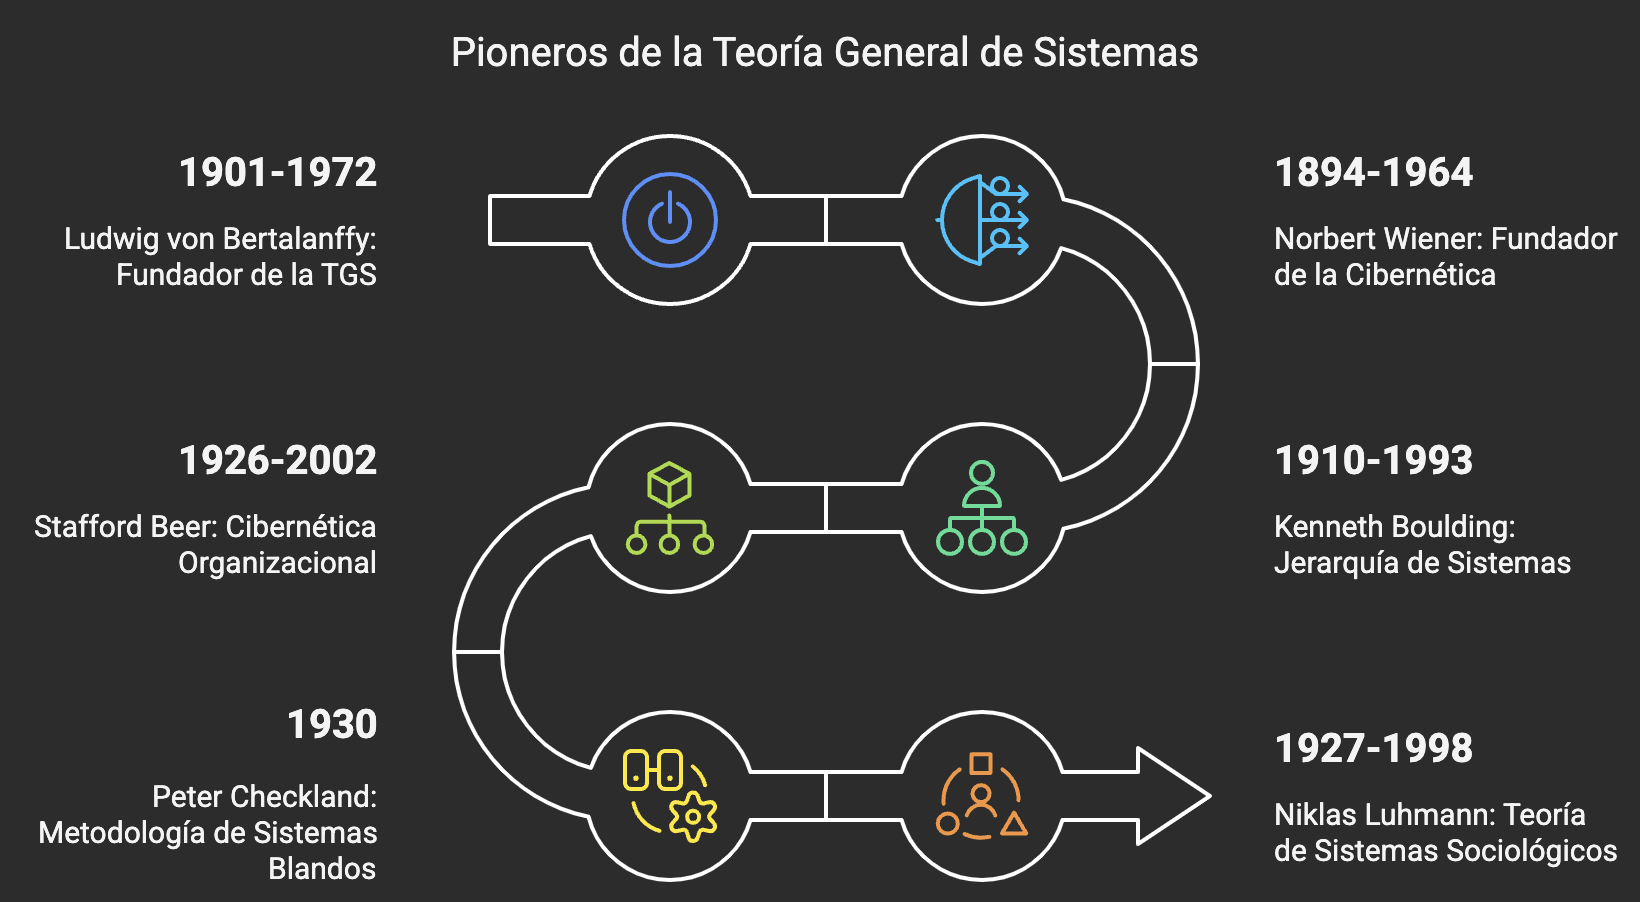 Pioneros de la Teoría General de Sistemas
1901-1972
Ludwig von Bertalanffy:
Fundador de la TGS
1894-1964
Norbert Wiener: Fundador
de la Cibernética
1910-1993
Kenneth Boulding:
Jerarquía de Sistemas
1926-2002
Stafford Beer: Cibernética
Organizacional
1930
Peter Checkland:
Metodología de Sistemas
Blandos
1927-1998
Niklas Luhmann: Teoría
de Sistemas Sociológicos